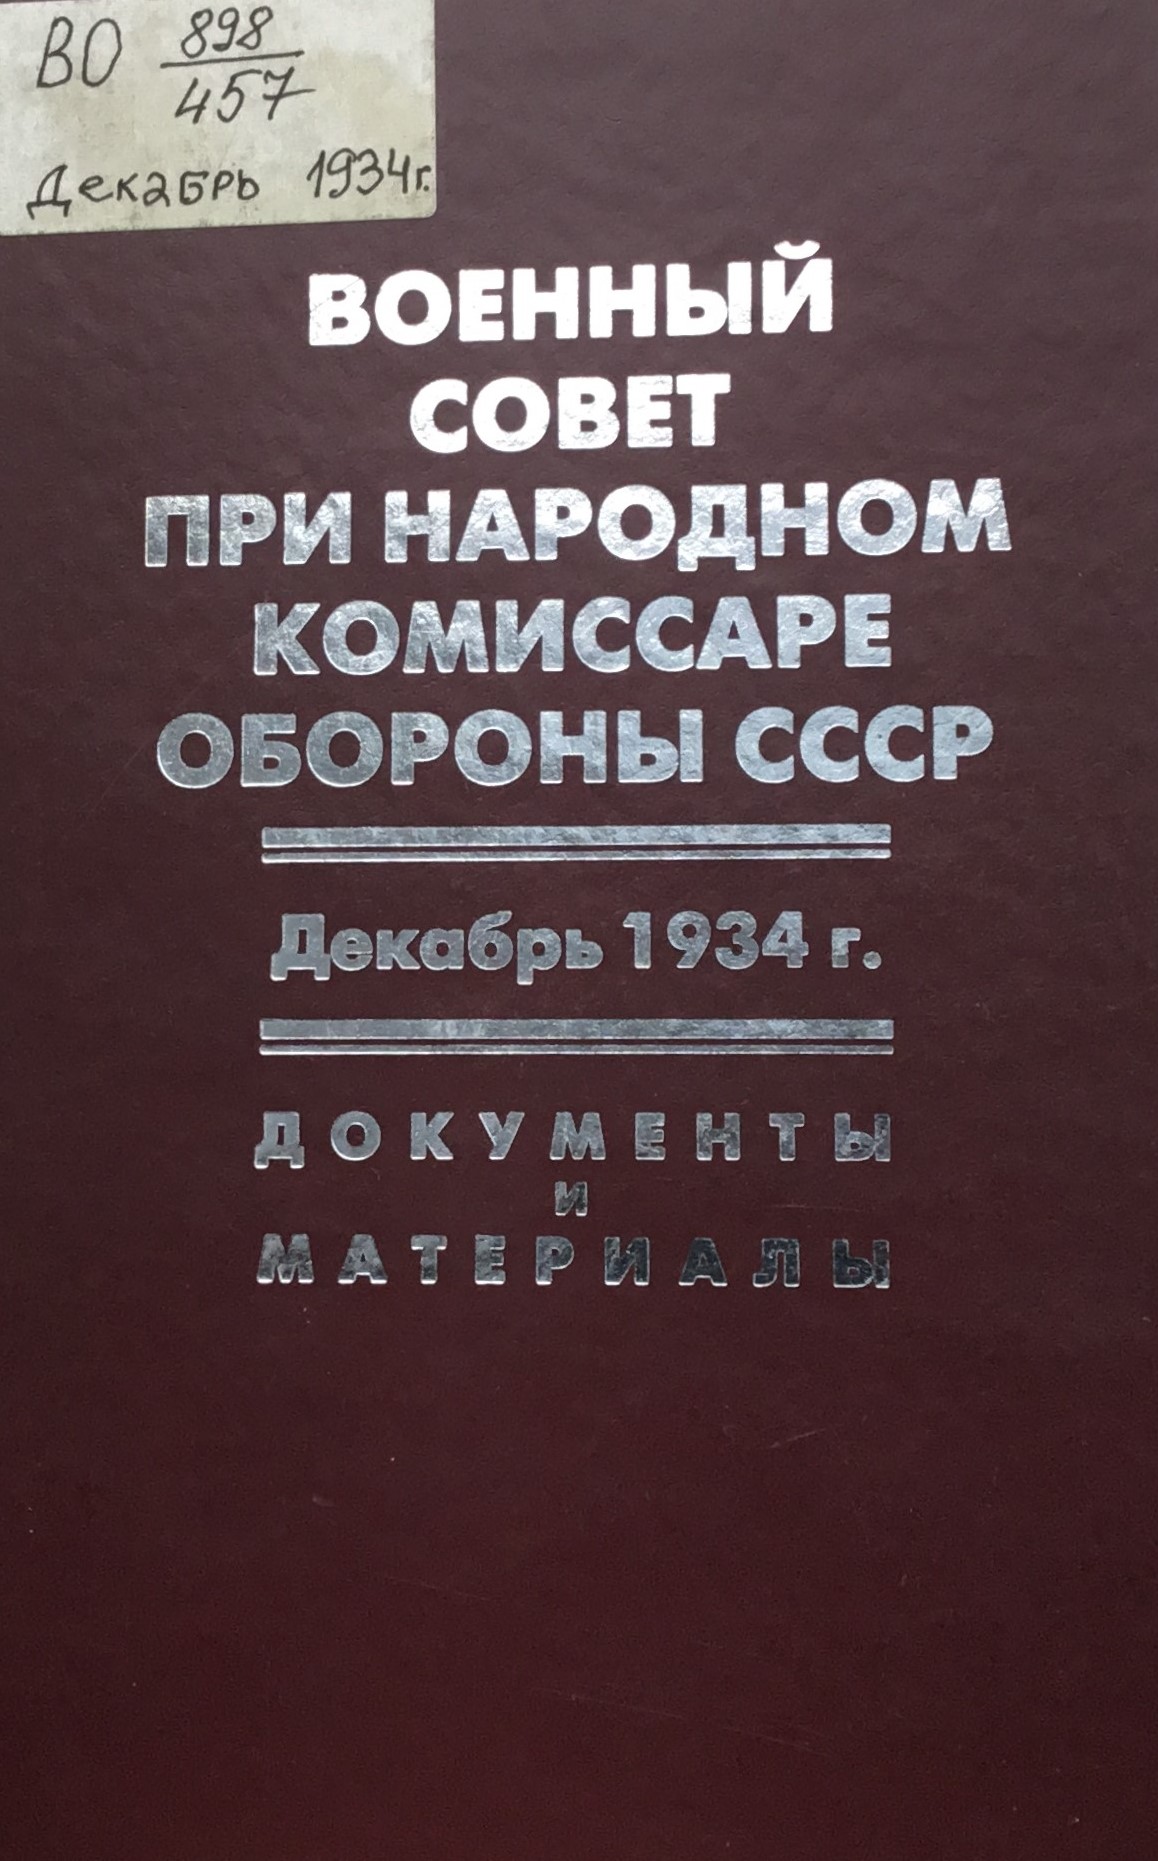 ВО 898/457
Декабрь 1934г.
ВОЕННЫЙ
СОВЕТ
ПРИ НАРОДНОМ
КОМИССАРЕ
ОБОРОНЫ СССР
Декабрь 1934 г.
ДОКУМЕНТЫ
И
МАТЕРИАЛЫ